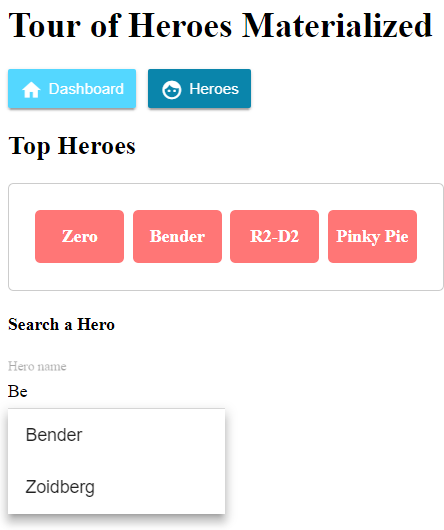 Tour of Heroes Materialized
Dashboard Heroes
Top Heroes
Zero Bender R2-D2 Pinky Pie
Search a Hero
Hero name
Be
Bender
Zoidberg